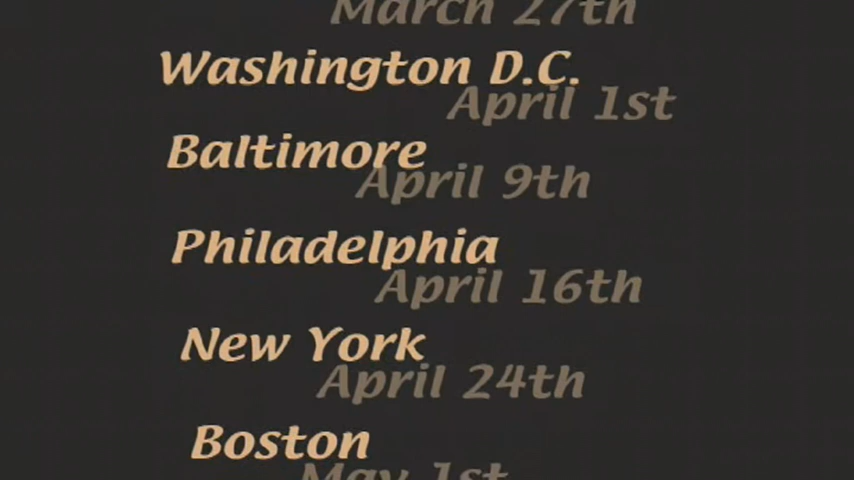 March 27th
Washington D.C.
April 1st
Baltimore
April 9th
Philadelphia
April 16th
New York
April 24th
Boston
May 1st